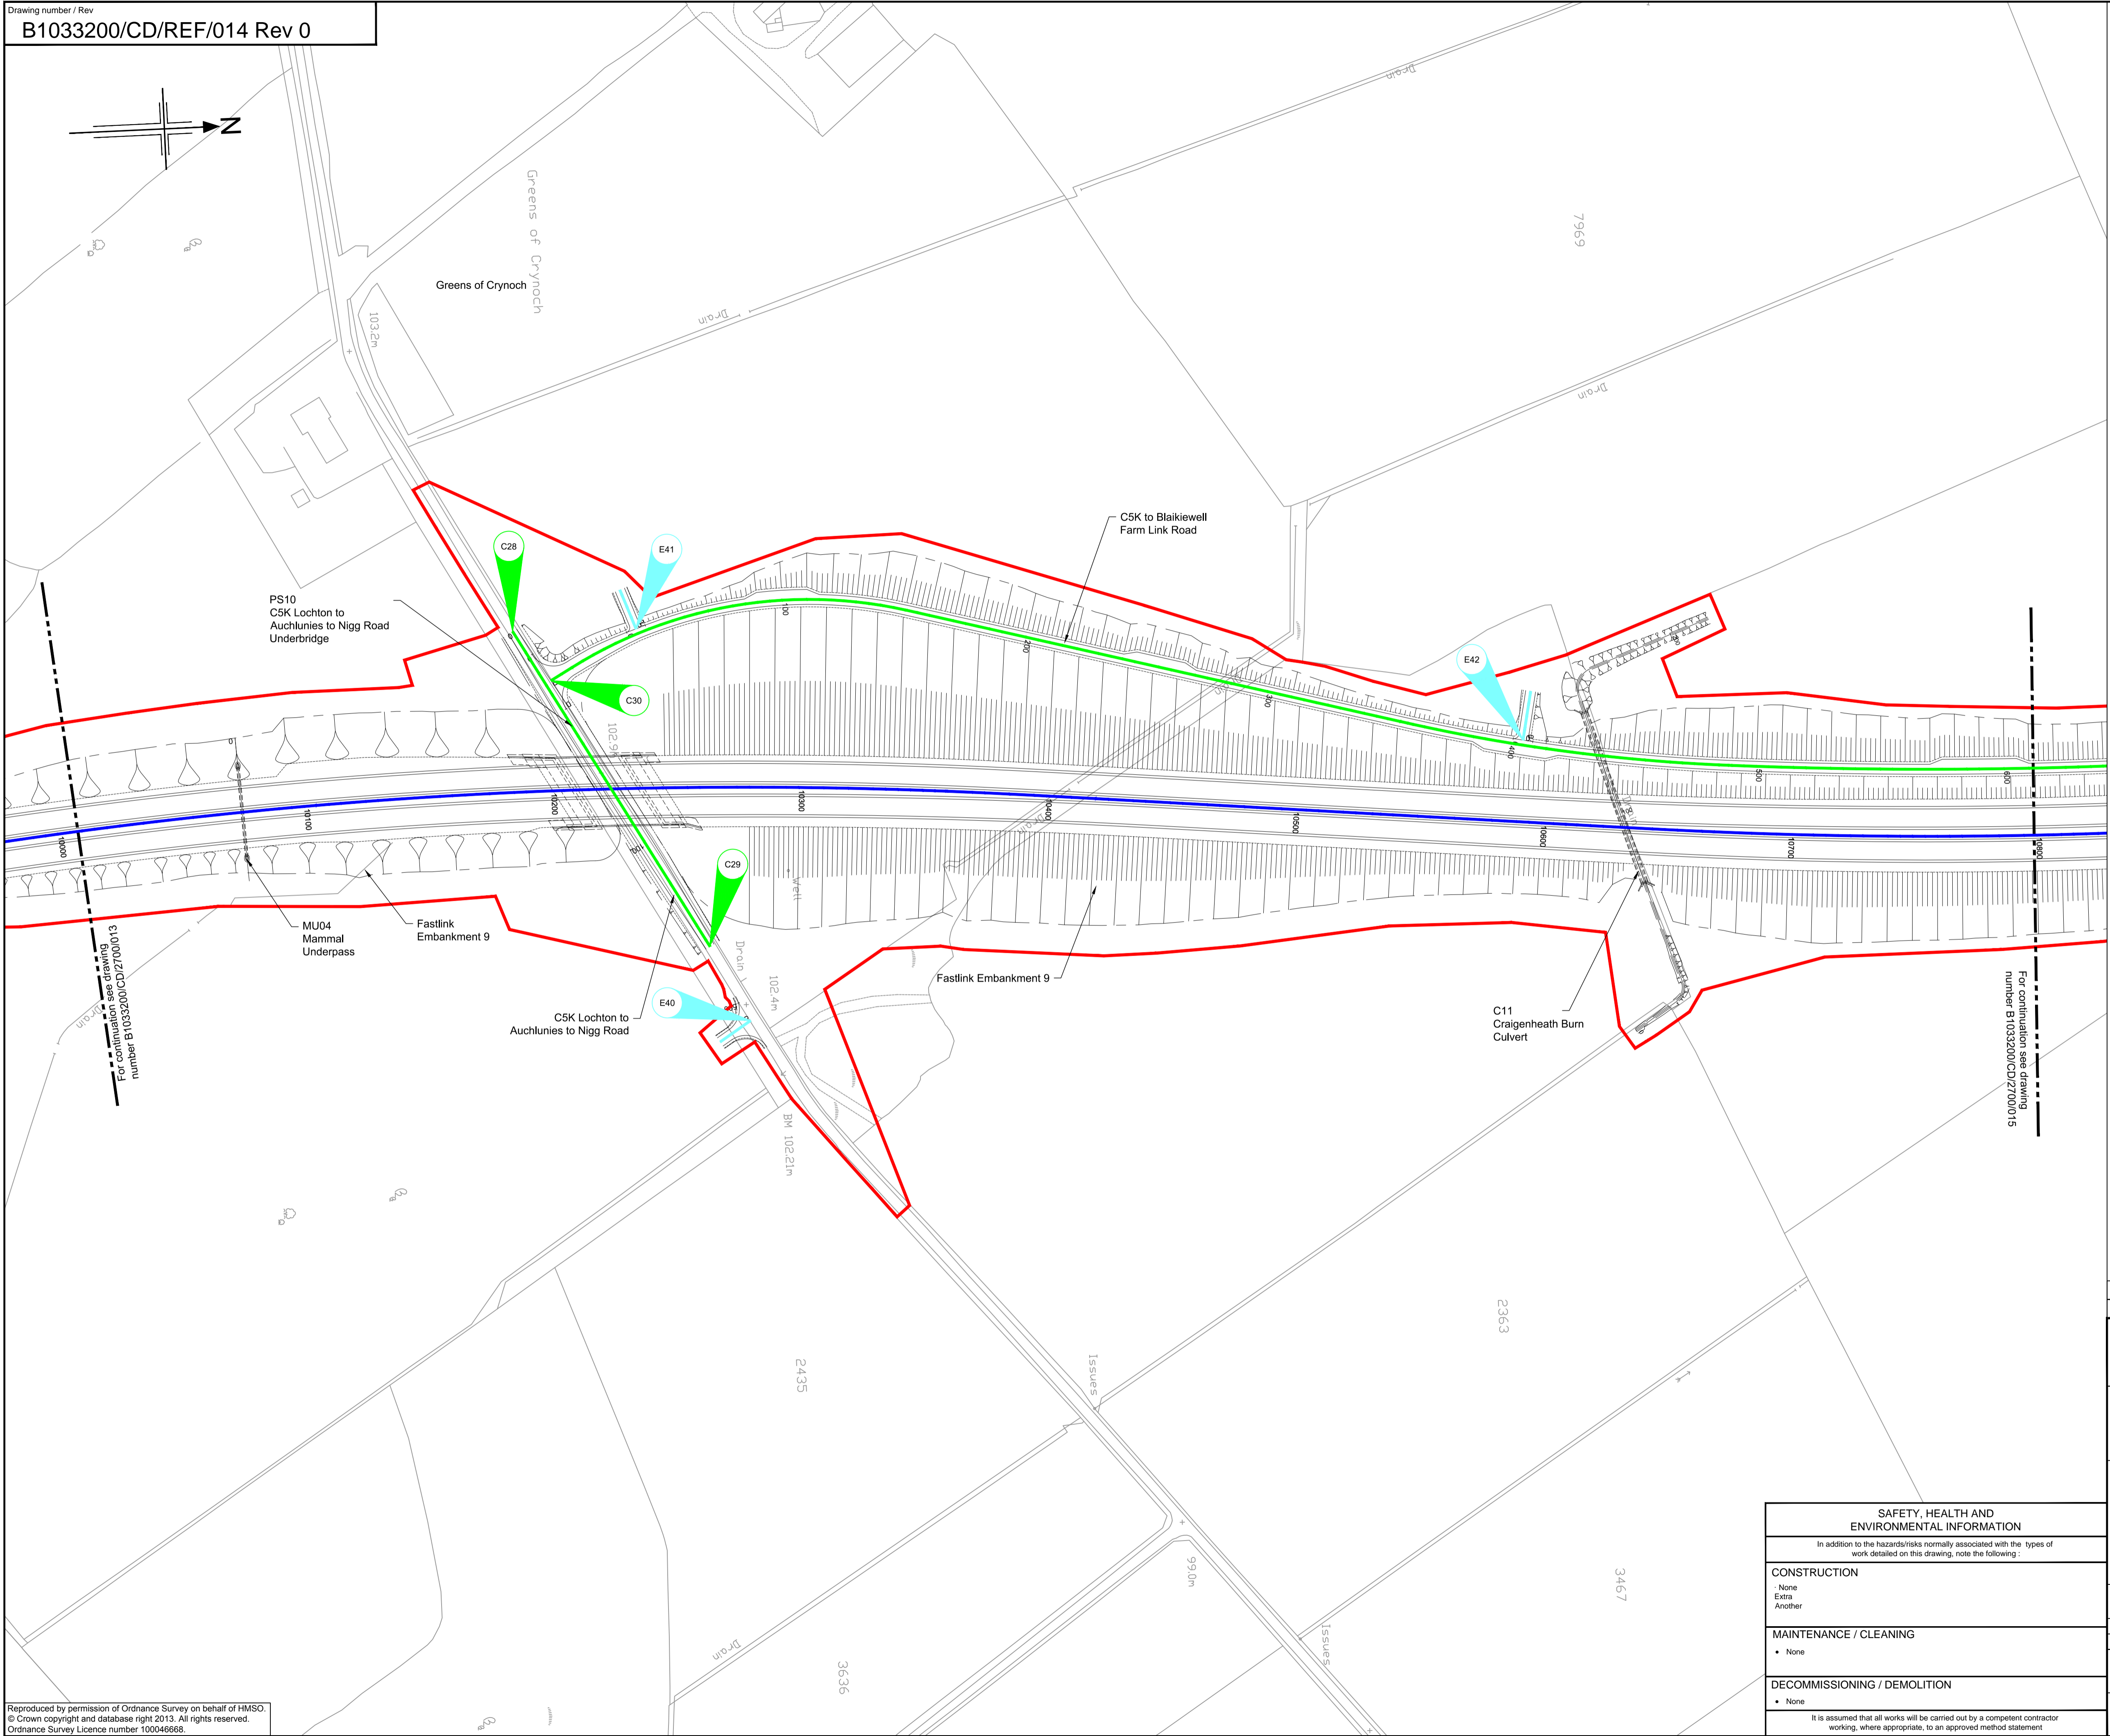 Drawing number / Rev
B1033200/CD/REF/014 Rev 0
N
Drain
Greens of Crynoch
7969
Greens of Crynoch
103.2m
Drain
Drain
C5K to Blaikiewell
Farm Link Road
C28
E41
PS10
C5K Lochton to
Auchlunies to Nigg Road
Underbridge
C30
E42
0
100
200
300
400
500
600
102.9
Drain
Drain
Drain
10000
10100
10200
10300
10400
10500
10600
10700
10800
100
C29
Well
MU04
Mammal
Underpass
Fastlink
Embankment 9
Fastlink Embankment 9
For continuation see drawing
number B1033200/CD/2700/013
Drain
Drain
102.4m
E40
C5K Lochton to
Auchlunies to Nigg Road
C11
Craigenheath Burn
Culvert
For continuation see drawing
number B1033200/CD/2700/015
BM 102.21m
2363
2435
Issues
99.0m
3467
Issues
Drain
3636
SAFETY, HEALTH AND
ENVIRONMENTAL INFORMATION
In addition to the hazards/risks normally associated with the types of
work detailed on this drawing, note the following :
CONSTRUCTION
· None
Extra
Another
MAINTENANCE / CLEANING
• None
DECOMMISSIONING / DEMOLITION
• None
It is assumed that all works will be carried out by a competent contractor
working, where appropriate, to an approved method statement
Reproduced by permission of Ordnance Survey on behalf of HMSO.
© Crown copyright and database right 2013. All rights reserved.
Ordnance Survey Licence number 100046668.